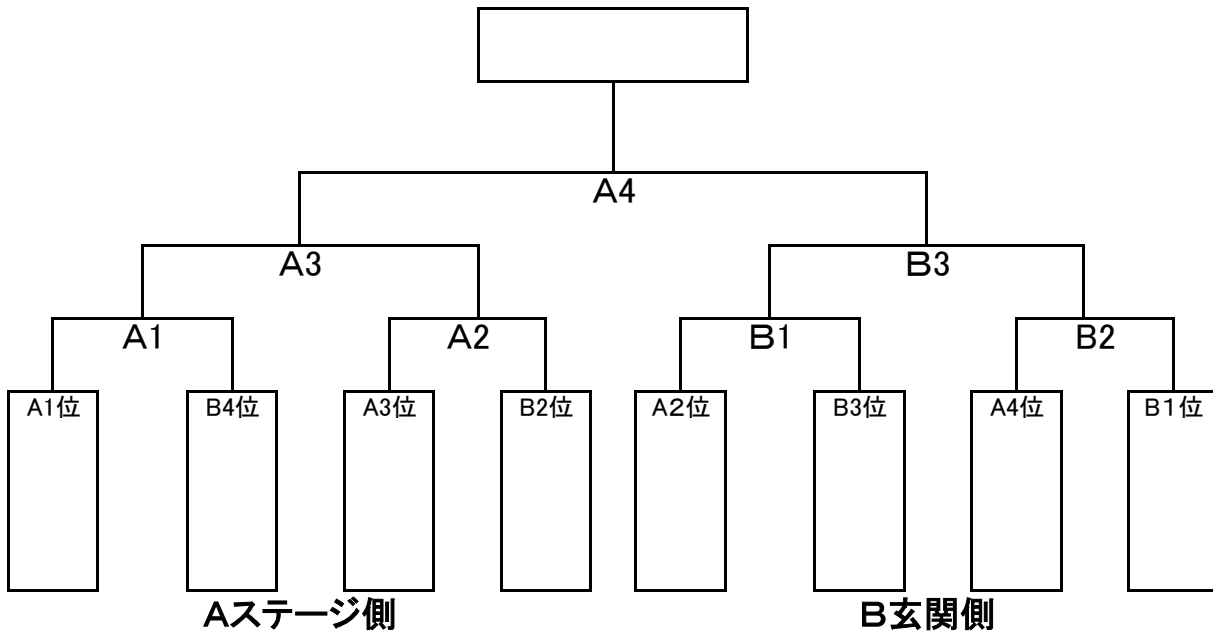 A4
A3 B3
A1 A2 B1 B2
A1位 B4位 A3位 B2位 A2位 B3位 A4位 B1位
Aステージ側 B玄関側